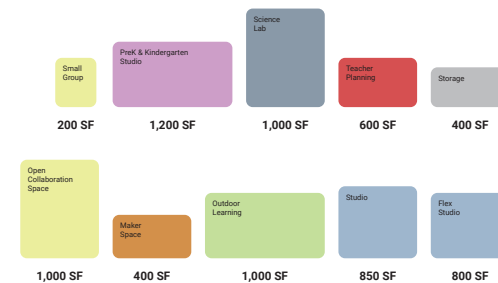 Science
Lab
PreK & Kindergarten
Studio
Small
Group
Teacher
Planning
Storage
200 SF
1,200 SF
1,000 SF
600 SF
400 SF
Open
Collaboration
Space
Maker
Space
Outdoor
Learning
Studio
Flex
Studio
1,000 SF
400 SF
1,000 SF
850 SF
800 SF